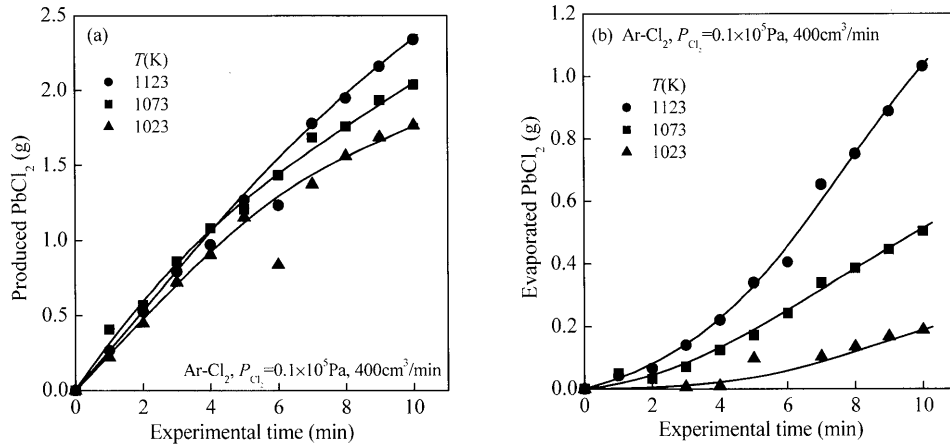 (a)
T(K)
1123
1073
1023
Ar-Cl₂, P_Cl₂=0.1×10⁵Pa, 400cm³/min
Produced PbCl₂ (g)
2.5
2.0
1.5
1.0
0.5
0.0
0 2 4 6 8 10
Experimental time (min)
(b) Ar-Cl₂, P_Cl₂=0.1×10⁵Pa, 400cm³/min
T(K)
1123
1073
1023
Evaporated PbCl₂ (g)
1.2
1.0
0.8
0.6
0.4
0.2
0.0
0 2 4 6 8 10
Experimental time (min)